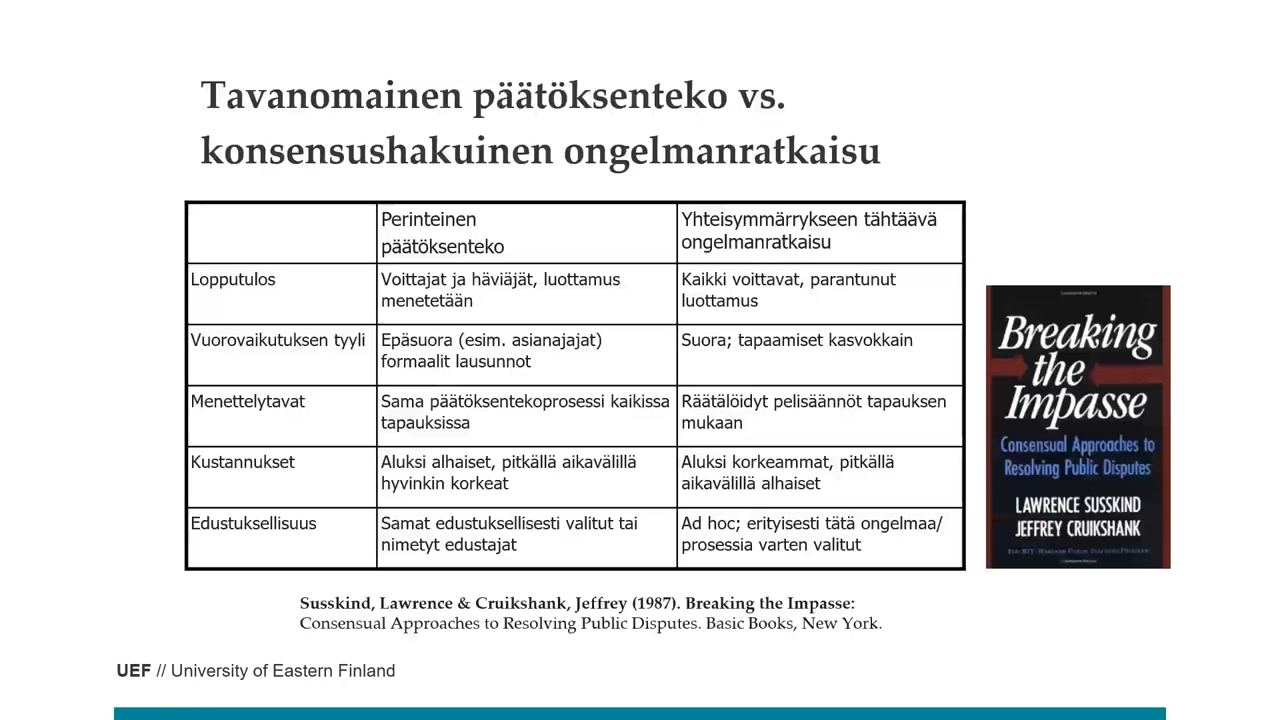 Tavanomainen päätöksenteko vs.
konsensushakuinen ongelmanratkaisu
Perinteinen
päätöksenteko
Yhteisymmärrykseen tähtäävä
ongelmanratkaisu
Lopputulos
Voittajat ja häviäjät, luottamus
menetetään
Kaikki voittavat, parantunut
luottamus
Vuorovaikutuksen tyyli
Epäsuora (esim. asianajajat)
formaalit lausunnot
Suora; tapaamiset kasvokkain
Menettelytavat
Sama päätöksentekoprosessi kaikissa
tapauksissa
Räätälöidyt pelisäännöt tapauksen
mukaan
Kustannukset
Aluksi alhaiset, pitkällä aikavälillä
hyvinkin korkeat
Aluksi korkeammat, pitkällä
aikavälillä alhaiset
Edustuksellisuus
Samat edustuksellisesti valitut tai
nimetyt edustajat
Ad hoc; erityisesti tätä ongelmaa/
prosessia varten valitut
Breaking
the
Impasse
Consensual Approaches to
Resolving Public Disputes
LAWRENCE SUSSKIND
JEFFREY CRUIKSHANK
Susskind, Lawrence & Cruikshank, Jeffrey (1987). Breaking the Impasse:
Consensual Approaches to Resolving Public Disputes. Basic Books, New York.
UEF // University of Eastern Finland